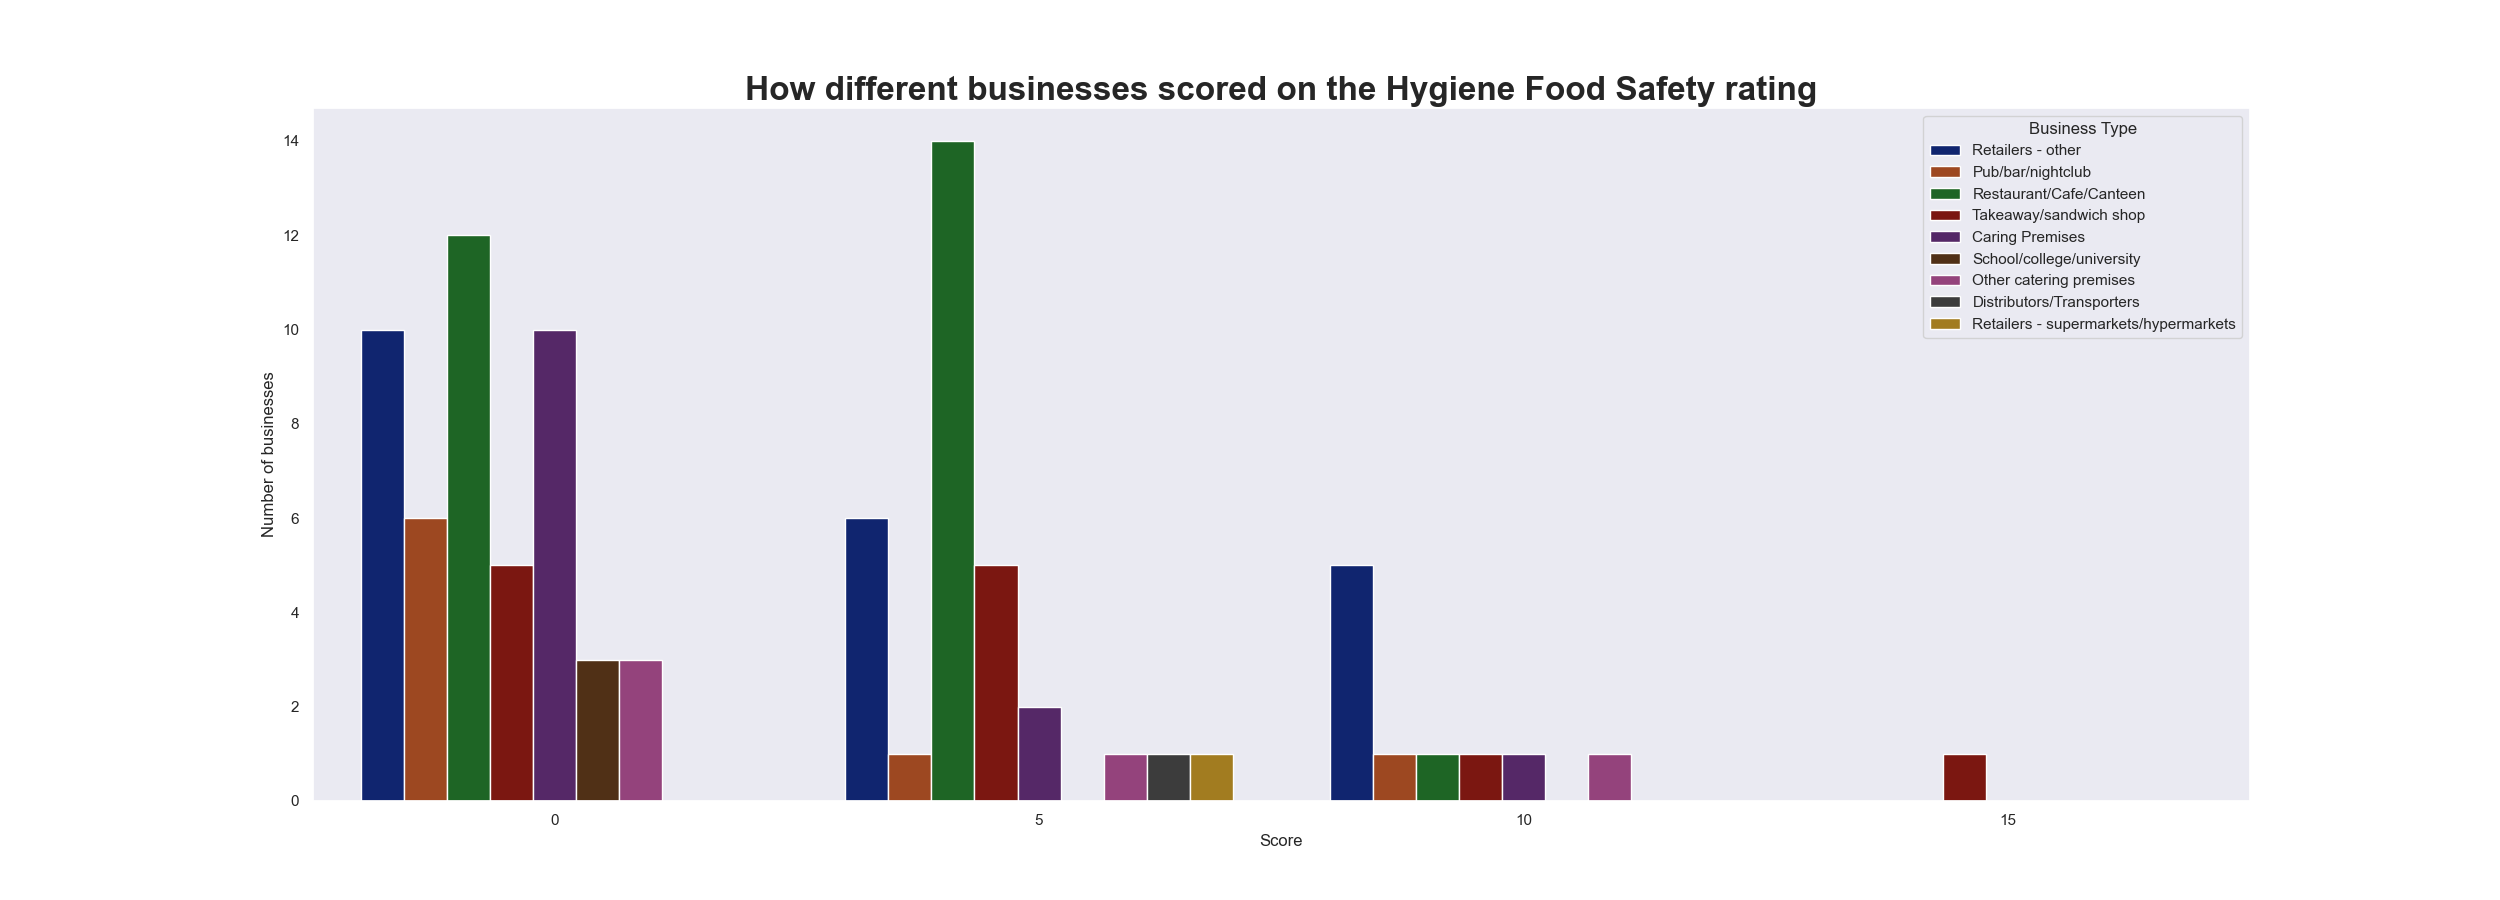 How different businesses scored on the Hygiene Food Safety rating
Business Type
Retailers - other
Pub/bar/nightclub
Restaurant/Cafe/Canteen
Takeaway/sandwich shop
Caring Premises
School/college/university
Other catering premises
Distributors/Transporters
Retailers - supermarkets/hypermarkets
Number of businesses
14
12
10
8
6
4
2
0
0 5 10 15
Score